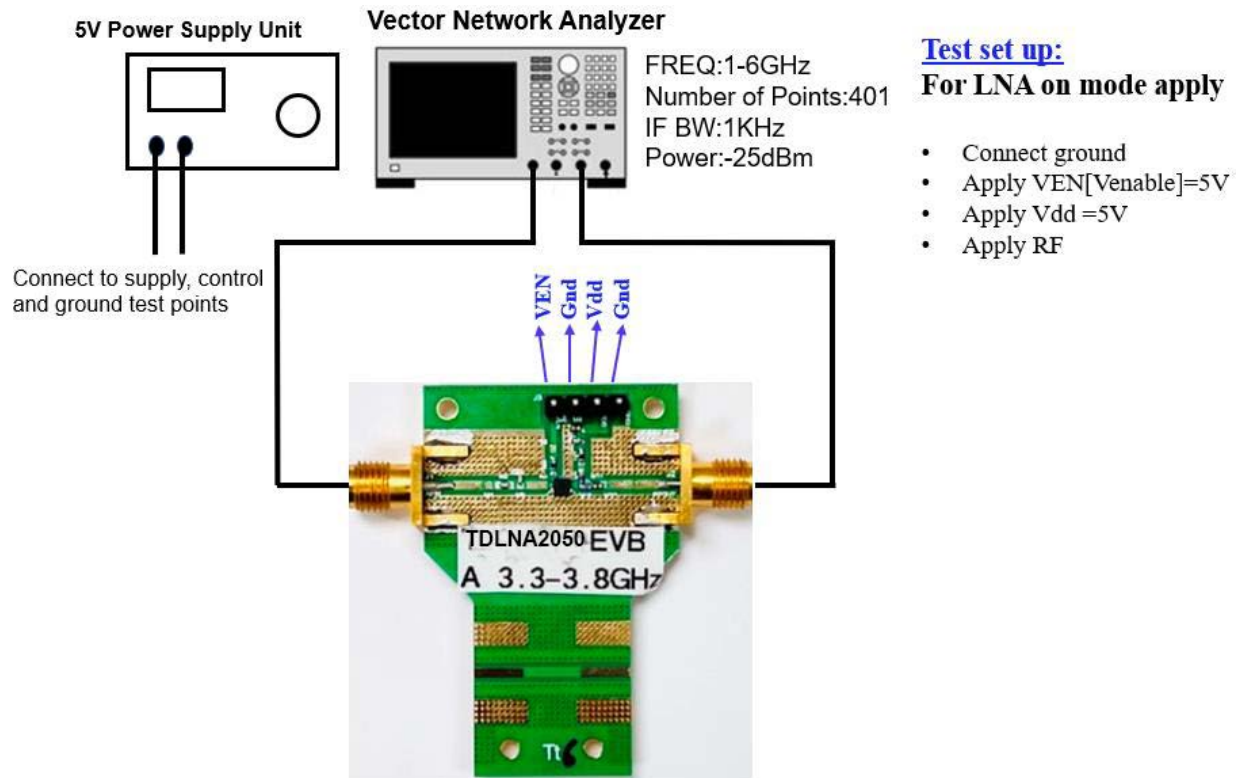 5V Power Supply Unit
Vector Network Analyzer
FREQ:1-6GHz
Number of Points:401
IF BW:1KHz
Power:-25dBm
Test set up:
For LNA on mode apply
• Connect ground
• Apply VEN[Venable]=5V
• Apply Vdd =5V
• Apply RF
Connect to supply, control
and ground test points
VEN
Gnd
Vdd
Gnd
TDLNA2050 EVB
A 3.3-3.8GHz
Tt6